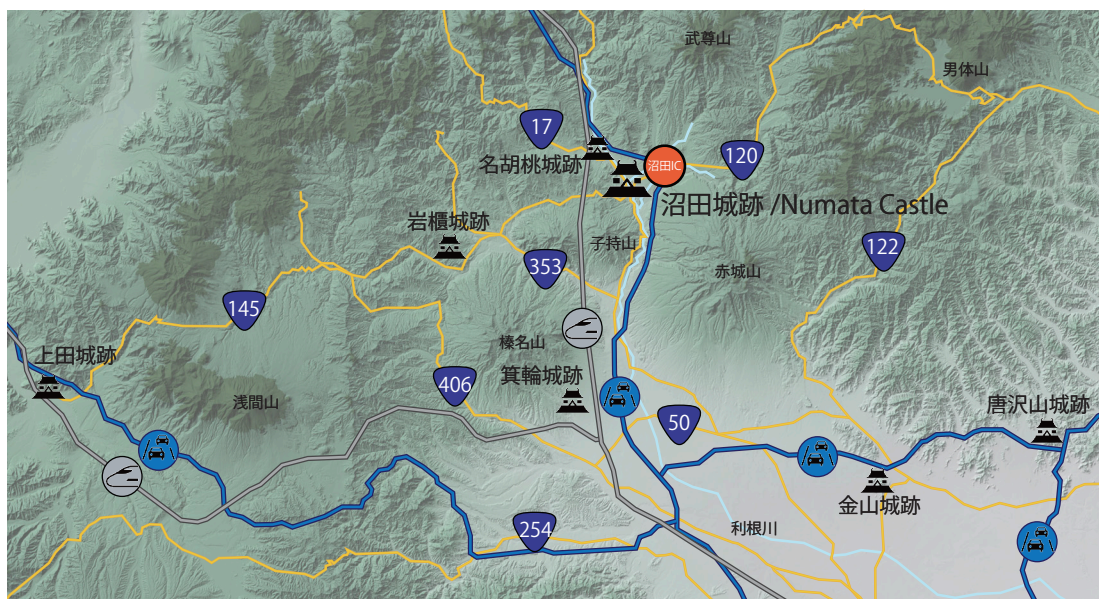 武尊山
男体山
17
名胡桃城跡
沼田IC
120
沼田城跡 /Numata Castle
岩櫃城跡
子持山
122
353
赤城山
145
榛名山
上田城跡
箕輪城跡
406
浅間山
50
唐沢山城跡
金山城跡
254
利根川